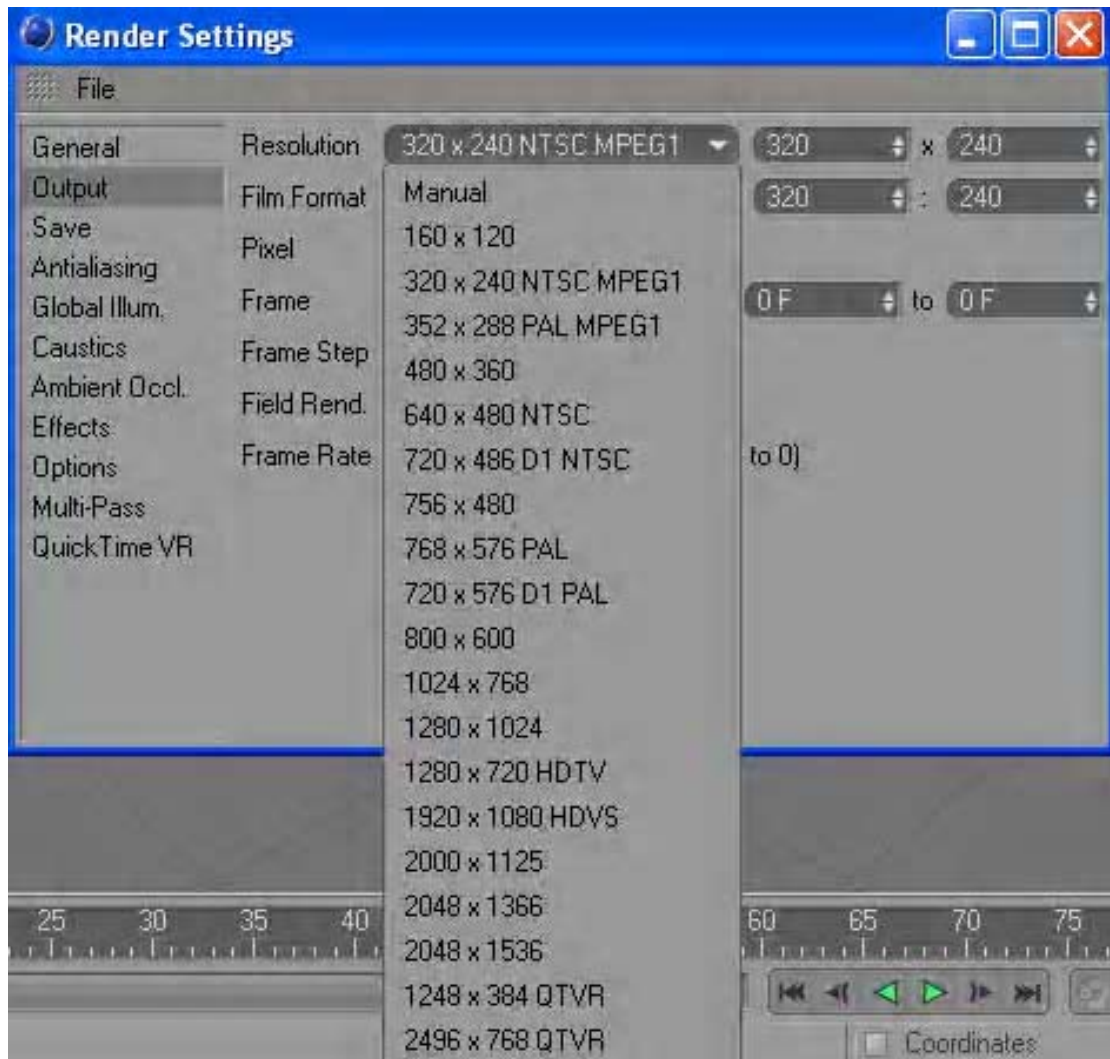 Render Settings
File
General
Output
Save
Antialiasing
Global Illum.
Caustics
Ambient Occl.
Effects
Options
Multi-Pass
QuickTime VR
Resolution 320 x 240 NTSC MPEG1 320 x 240
Film Format 320 : 240
Pixel
Frame 0 F to 0 F
Frame Step
Field Rend.
Frame Rate to 0)
Manual
160 x 120
320 x 240 NTSC MPEG1
352 x 288 PAL MPEG1
480 x 360
640 x 480 NTSC
720 x 486 D1 NTSC
756 x 480
768 x 576 PAL
720 x 576 D1 PAL
800 x 600
1024 x 768
1280 x 1024
1280 x 720 HDTV
1920 x 1080 HDVS
2000 x 1125
2048 x 1366
2048 x 1536
1248 x 384 QTVR
2496 x 768 QTVR
25 30 35 40 60 65 70 75
Coordinates